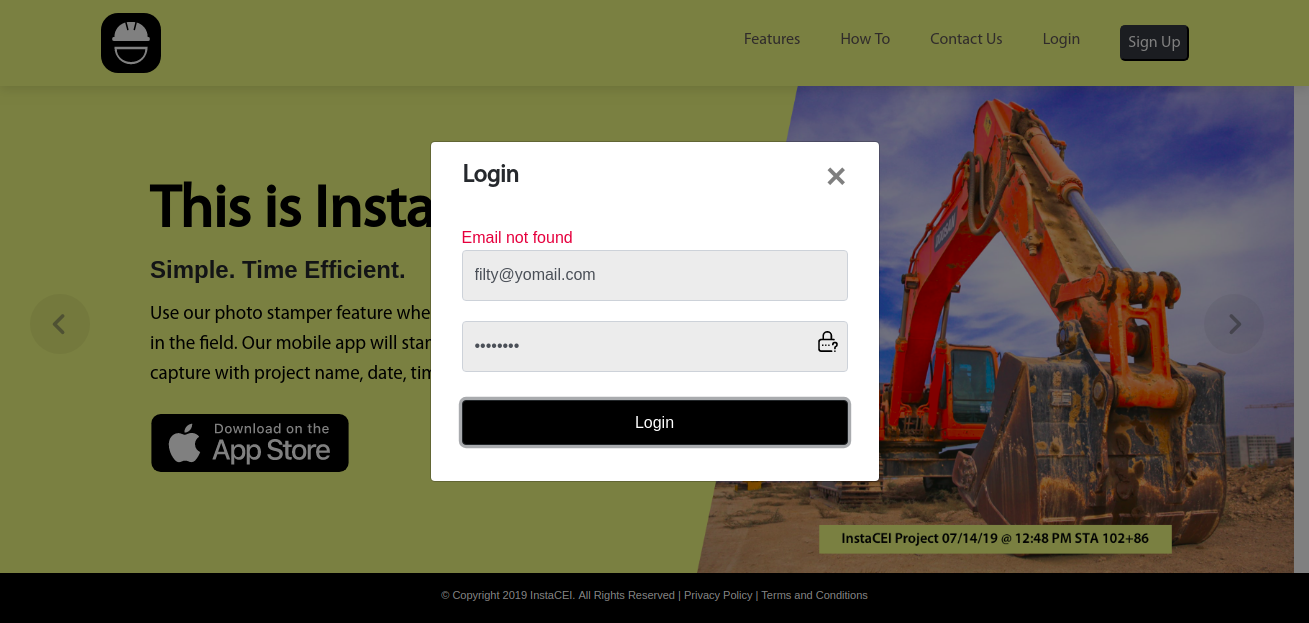 Features
How To
Contact Us
Login
Sign Up
Login
×
Email not found
filty@yomail.com
••••••••
Login
This is Insta
Simple. Time Efficient.
Use our photo stamper feature whe
in the field. Our mobile app will star
capture with project name, date, tim
Download on the
App Store
InstaCEI Project 07/14/19 @ 12:48 PM STA 102+86
© Copyright 2019 InstaCEI. All Rights Reserved | Privacy Policy | Terms and Conditions